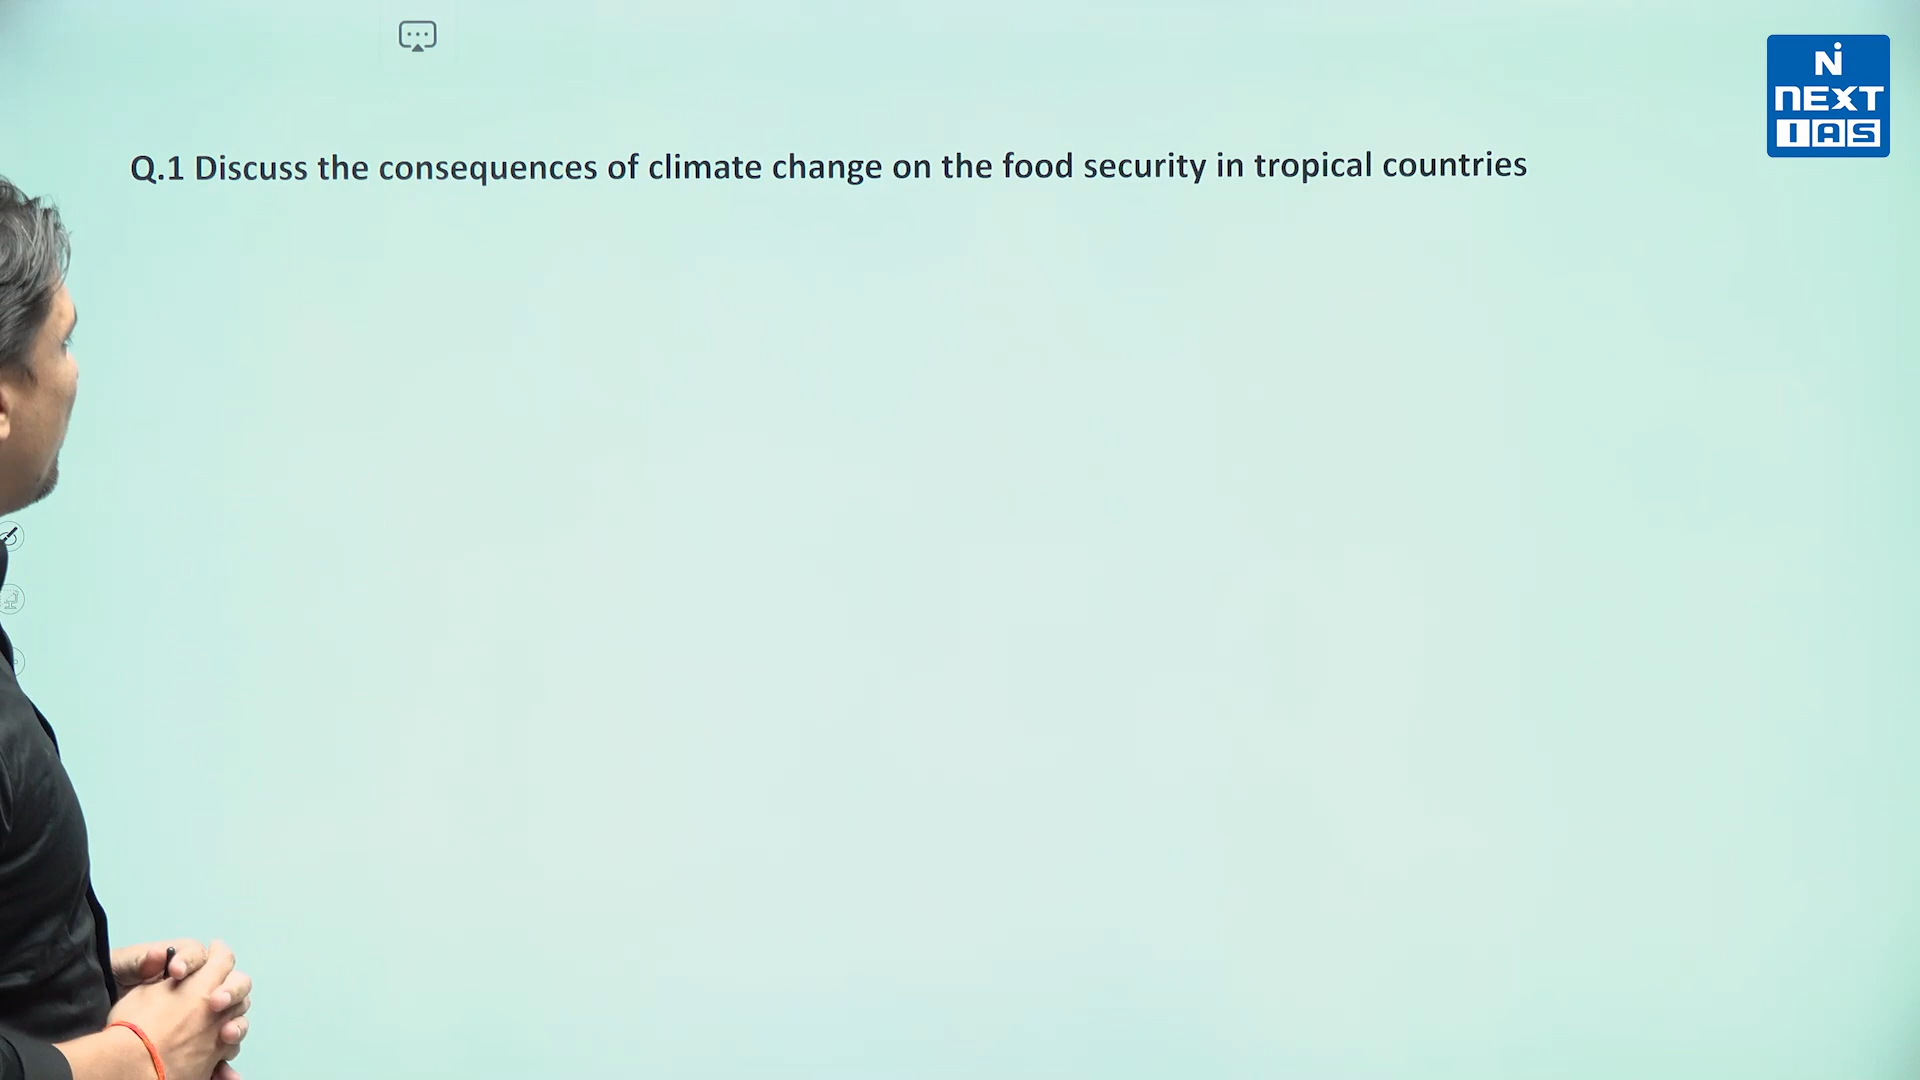 N
NEXT
IAS
Q.1 Discuss the consequences of climate change on the food security in tropical countries